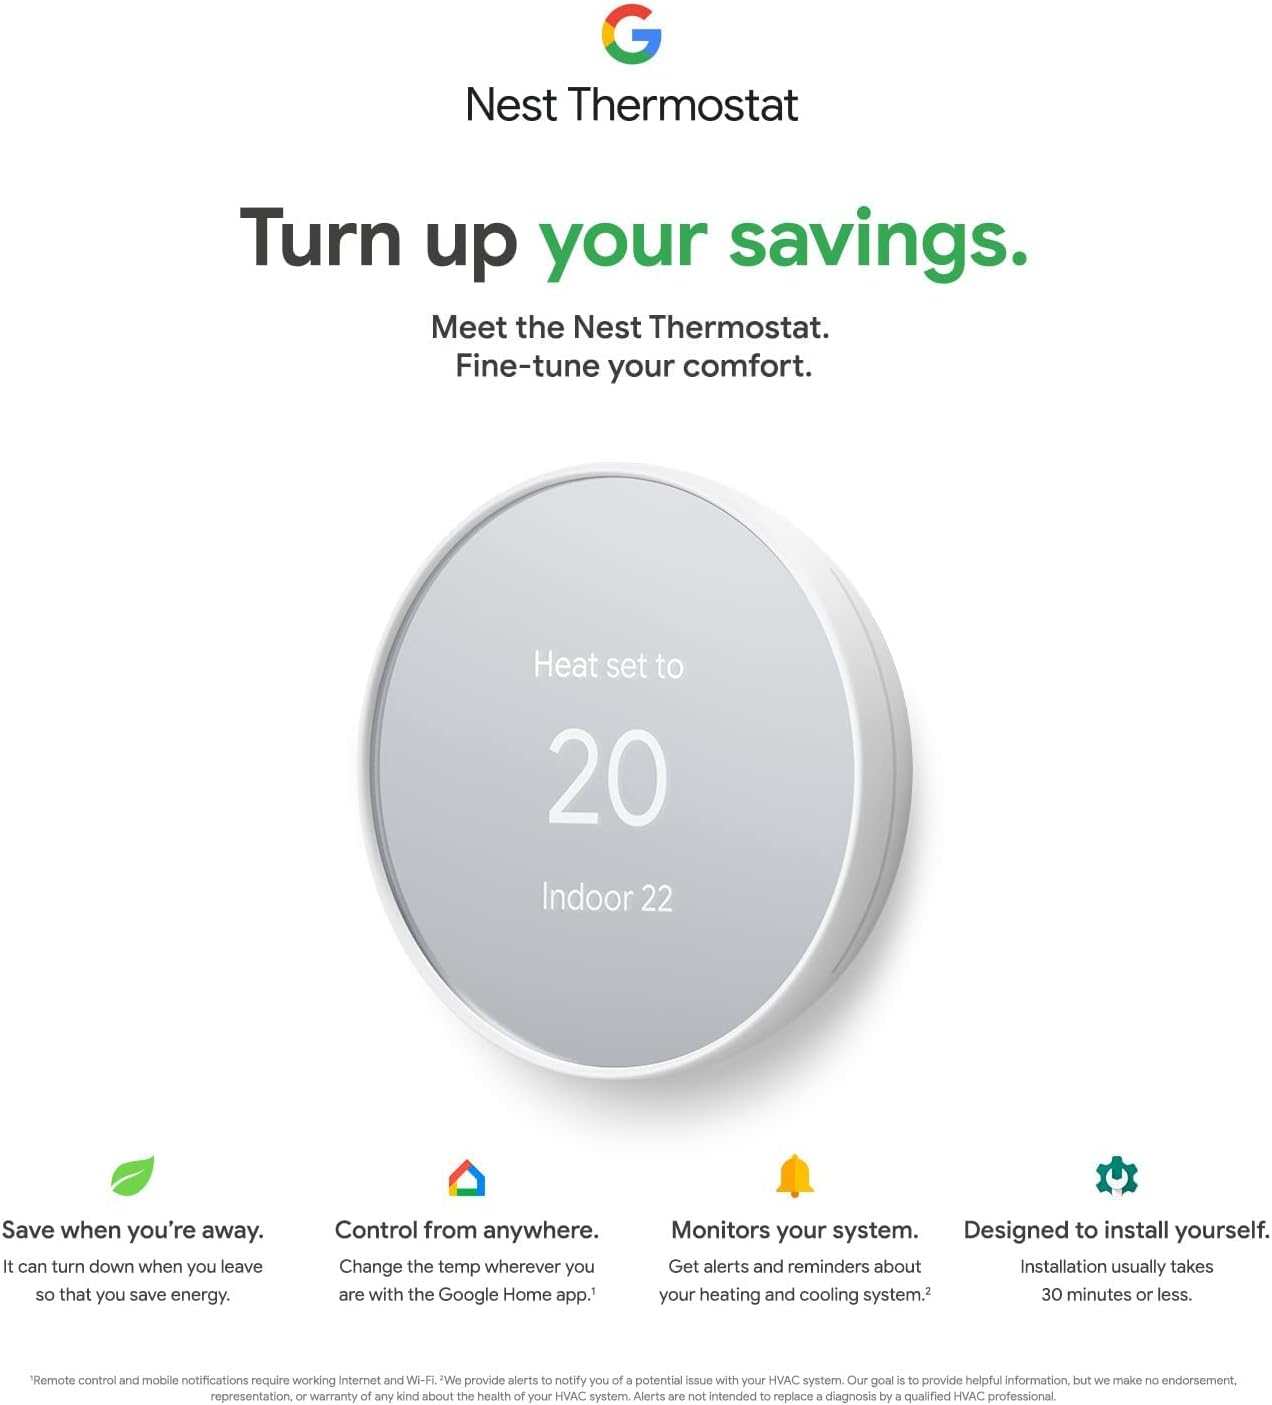 Nest Thermostat
Turn up your savings.
Meet the Nest Thermostat.
Fine-tune your comfort.
Heat set to
20
Indoor 22
Save when you're away.
It can turn down when you leave
so that you save energy.
Control from anywhere.
Change the temp wherever you
are with the Google Home app.¹
Monitors your system.
Get alerts and reminders about
your heating and cooling system.²
Designed to install yourself.
Installation usually takes
30 minutes or less.
¹Remote control and mobile notifications require working Internet and Wi-Fi. ²We provide alerts to notify you of a potential issue with your HVAC system. Our goal is to provide helpful information, but we make no endorsement,
representation, or warranty of any kind about the health of your HVAC system. Alerts are not intended to replace a diagnosis by a qualified HVAC professional.